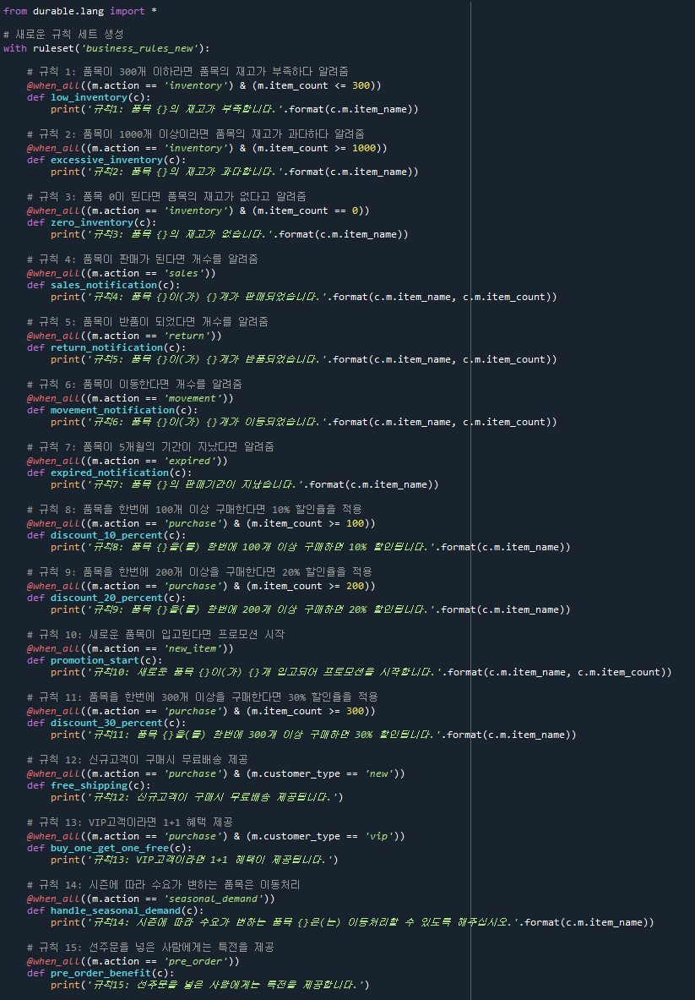 from durable.lang import *
# 새로운 규칙 세트 생성
with ruleset('business_rules_new'):
# 규칙 1: 품목이 300개 이하라면 품목의 재고가 부족하다 알려줌
@when_all((m.action == 'inventory') & (m.item_count <= 300))
def low_inventory(c):
print('규칙1: 품목 {}의 재고가 부족합니다.'.format(c.m.item_name))
# 규칙 2: 품목이 1000개 이상이라면 품목의 재고가 과다하다 알려줌
@when_all((m.action == 'inventory') & (m.item_count >= 1000))
def excessive_inventory(c):
print('규칙2: 품목 {}의 재고가 과다합니다.'.format(c.m.item_name))
# 규칙 3: 품목 0이 된다면 품목의 재고가 없다고 알려줌
@when_all((m.action == 'inventory') & (m.item_count == 0))
def zero_inventory(c):
print('규칙3: 품목 {}의 재고가 없습니다.'.format(c.m.item_name))
# 규칙 4: 품목이 판매가 된다면 개수를 알려줌
@when_all((m.action == 'sales'))
def sales_notification(c):
print('규칙4: 품목 {}이(가) {}개가 판매되었습니다.'.format(c.m.item_name, c.m.item_count))
# 규칙 5: 품목이 반품이 되었다면 개수를 알려줌
@when_all((m.action == 'return'))
def return_notification(c):
print('규칙5: 품목 {}이(가) {}개가 반품되었습니다.'.format(c.m.item_name, c.m.item_count))
# 규칙 6: 품목이 이동한다면 개수를 알려줌
@when_all((m.action == 'movement'))
def movement_notification(c):
print('규칙6: 품목 {}이(가) {}개가 이동되었습니다.'.format(c.m.item_name, c.m.item_count))
# 규칙 7: 품목이 5개월의 기간이 지났다면 알려줌
@when_all((m.action == 'expired'))
def expired_notification(c):
print('규칙7: 품목 {}의 판매기간이 지났습니다.'.format(c.m.item_name))
# 규칙 8: 품목을 한번에 100개 이상 구매한다면 10% 할인율을 적용
@when_all((m.action == 'purchase') & (m.item_count >= 100))
def discount_10_percent(c):
print('규칙8: 품목 {}을(를) 한번에 100개 이상 구매하면 10% 할인됩니다.'.format(c.m.item_name))
# 규칙 9: 품목을 한번에 200개 이상을 구매한다면 20% 할인율을 적용
@when_all((m.action == 'purchase') & (m.item_count >= 200))
def discount_20_percent(c):
print('규칙9: 품목 {}을(를) 한번에 200개 이상 구매하면 20% 할인됩니다.'.format(c.m.item_name))
# 규칙 10: 새로운 품목이 입고된다면 프로모션 시작
@when_all((m.action == 'new_item'))
def promotion_start(c):
print('규칙10: 새로운 품목 {}이(가) {}개 입고되어 프로모션을 시작합니다.'.format(c.m.item_name, c.m.item_count))
# 규칙 11: 품목을 한번에 300개 이상을 구매한다면 30% 할인율을 적용
@when_all((m.action == 'purchase') & (m.item_count >= 300))
def discount_30_percent(c):
print('규칙11: 품목 {}을(를) 한번에 300개 이상 구매하면 30% 할인됩니다.'.format(c.m.item_name))
# 규칙 12: 신규고객이 구매시 무료배송 제공
@when_all((m.action == 'purchase') & (m.customer_type == 'new'))
def free_shipping(c):
print('규칙12: 신규고객이 구매시 무료배송 제공됩니다.')
# 규칙 13: VIP고객이라면 1+1 혜택 제공
@when_all((m.action == 'purchase') & (m.customer_type == 'vip'))
def buy_one_get_one_free(c):
print('규칙13: VIP고객이라면 1+1 혜택이 제공됩니다.')
# 규칙 14: 시즌에 따라 수요가 변하는 품목은 이동처리
@when_all((m.action == 'seasonal_demand'))
def handle_seasonal_demand(c):
print('규칙14: 시즌에 따라 수요가 변하는 품목 {}은(는) 이동처리할 수 있도록 해주십시오.'.format(c.m.item_name))
# 규칙 15: 선주문을 넣은 사람에게는 특전을 제공
@when_all((m.action == 'pre_order'))
def pre_order_benefit(c):
print('규칙15: 선주문을 넣은 사람에게는 특전을 제공합니다.')